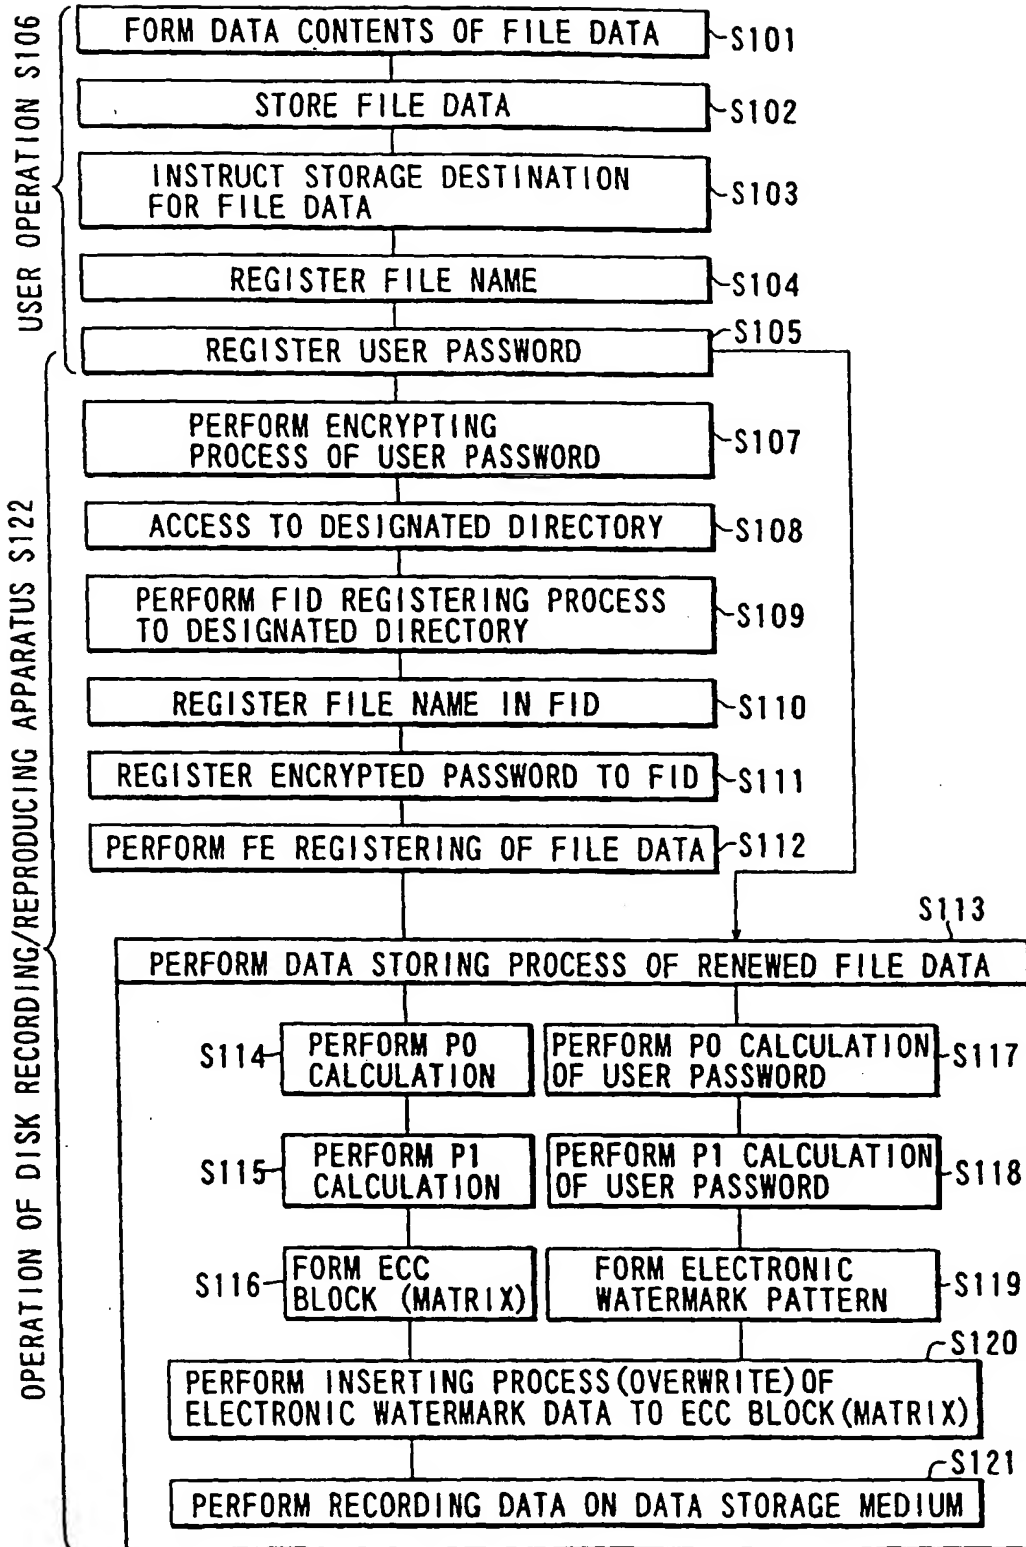 USER OPERATION S106
FORM DATA CONTENTS OF FILE DATA
S101
STORE FILE DATA
S102
INSTRUCT STORAGE DESTINATION
FOR FILE DATA
S103
REGISTER FILE NAME
S104
REGISTER USER PASSWORD
S105
OPERATION OF DISK RECORDING/REPRODUCING APPARATUS S122
PERFORM ENCRYPTING
PROCESS OF USER PASSWORD
S107
ACCESS TO DESIGNATED DIRECTORY
S108
PERFORM FID REGISTERING PROCESS
TO DESIGNATED DIRECTORY
S109
REGISTER FILE NAME IN FID
S110
REGISTER ENCRYPTED PASSWORD TO FID
S111
PERFORM FE REGISTERING OF FILE DATA
S112
S113
PERFORM DATA STORING PROCESS OF RENEWED FILE DATA
S114
PERFORM PO
CALCULATION
PERFORM PO CALCULATION
OF USER PASSWORD
S117
S115
PERFORM P1
CALCULATION
PERFORM P1 CALCULATION
OF USER PASSWORD
S118
S116
FORM ECC
BLOCK (MATRIX)
FORM ELECTRONIC
WATERMARK PATTERN
S119
S120
PERFORM INSERTING PROCESS(OVERWRITE)OF
ELECTRONIC WATERMARK DATA TO ECC BLOCK(MATRIX)
S121
PERFORM RECORDING DATA ON DATA STORAGE MEDIUM